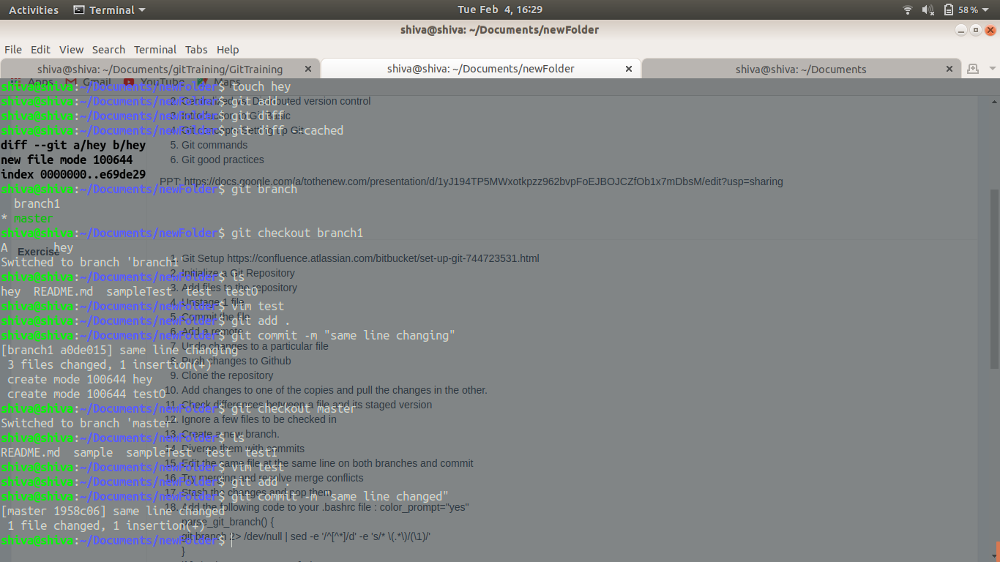 Activities Terminal Tue Feb 4, 16:29 58%
shiva@shiva: ~/Documents/newFolder
File Edit View Search Terminal Tabs Help
shiva@shiva: ~/Documents/gitTraining/GitTraining × shiva@shiva: ~/Documents/newFolder × shiva@shiva: ~/Documents ×
Apps Gmail YouTube Maps
shiva@shiva:~/Documents/newFolder$ touch hey
2. Centralized vs. Distributed version control
shiva@shiva:~/Documents/newFolder$ git add .
3. Introduction to Git Basic
shiva@shiva:~/Documents/newFolder$ git diff
4. Git concepts Setting up Git
shiva@shiva:~/Documents/newFolder$ git diff --cached
diff --git a/hey b/hey
5. Git commands
new file mode 100644
6. Git good practices
index 0000000..e69de29
PPT: https://docs.google.com/a/tothenew.com/presentation/d/1yJ194TP5MWxotkpzz962bvpFoEJBOJCZfOb1x7mDbsM/edit?usp=sharing
shiva@shiva:~/Documents/newFolder$ git branch
branch1
* master
shiva@shiva:~/Documents/newFolder$ git checkout branch1
A hey
Exercise
1. Git Setup https://confluence.atlassian.com/bitbucket/set-up-git-744723531.html
Switched to branch 'branch1'
2. Initialize a Git Repository
shiva@shiva:~/Documents/newFolder$ ls
3. Add files to the repository
hey README.md sampleTest test testO
4. Unstage 1 file
shiva@shiva:~/Documents/newFolder$ vim test
5. Commit the file
shiva@shiva:~/Documents/newFolder$ git add .
6. Add a remote
shiva@shiva:~/Documents/newFolder$ git commit -m "same line changing"
7. Undo changes to a particular file
[branch1 a0de015] same line changing
8. Push changes to Github
3 files changed, 1 insertion(+)
9. Clone the repository
create mode 100644 hey
10. Add changes to one of the copies and pull the changes in the other.
create mode 100644 testO
11. Check differences between a file and its staged version
shiva@shiva:~/Documents/newFolder$ git checkout master
12. Ignore a few files to be checked in
Switched to branch 'master'
13. Create a new branch.
shiva@shiva:~/Documents/newFolder$ ls
14. Diverge them with commits
README.md sample sampleTest test test1
15. Edit the same file at the same line on both branches and commit
shiva@shiva:~/Documents/newFolder$ vim test
16. Try merging and resolve merge conflicts
shiva@shiva:~/Documents/newFolder$ git add .
17. Stash the changes and pop them
shiva@shiva:~/Documents/newFolder$ git commit -m "same line changed"
18. Add the following code to your .bashrc file : color_prompt="yes"
[master 1958c06] same line changed
parse_git_branch() {
1 file changed, 1 insertion(+)
git branch 2> /dev/null | sed -e '/^[^*]/d' -e 's/* \(.*\)/(\1)/'
shiva@shiva:~/Documents/newFolder$
}